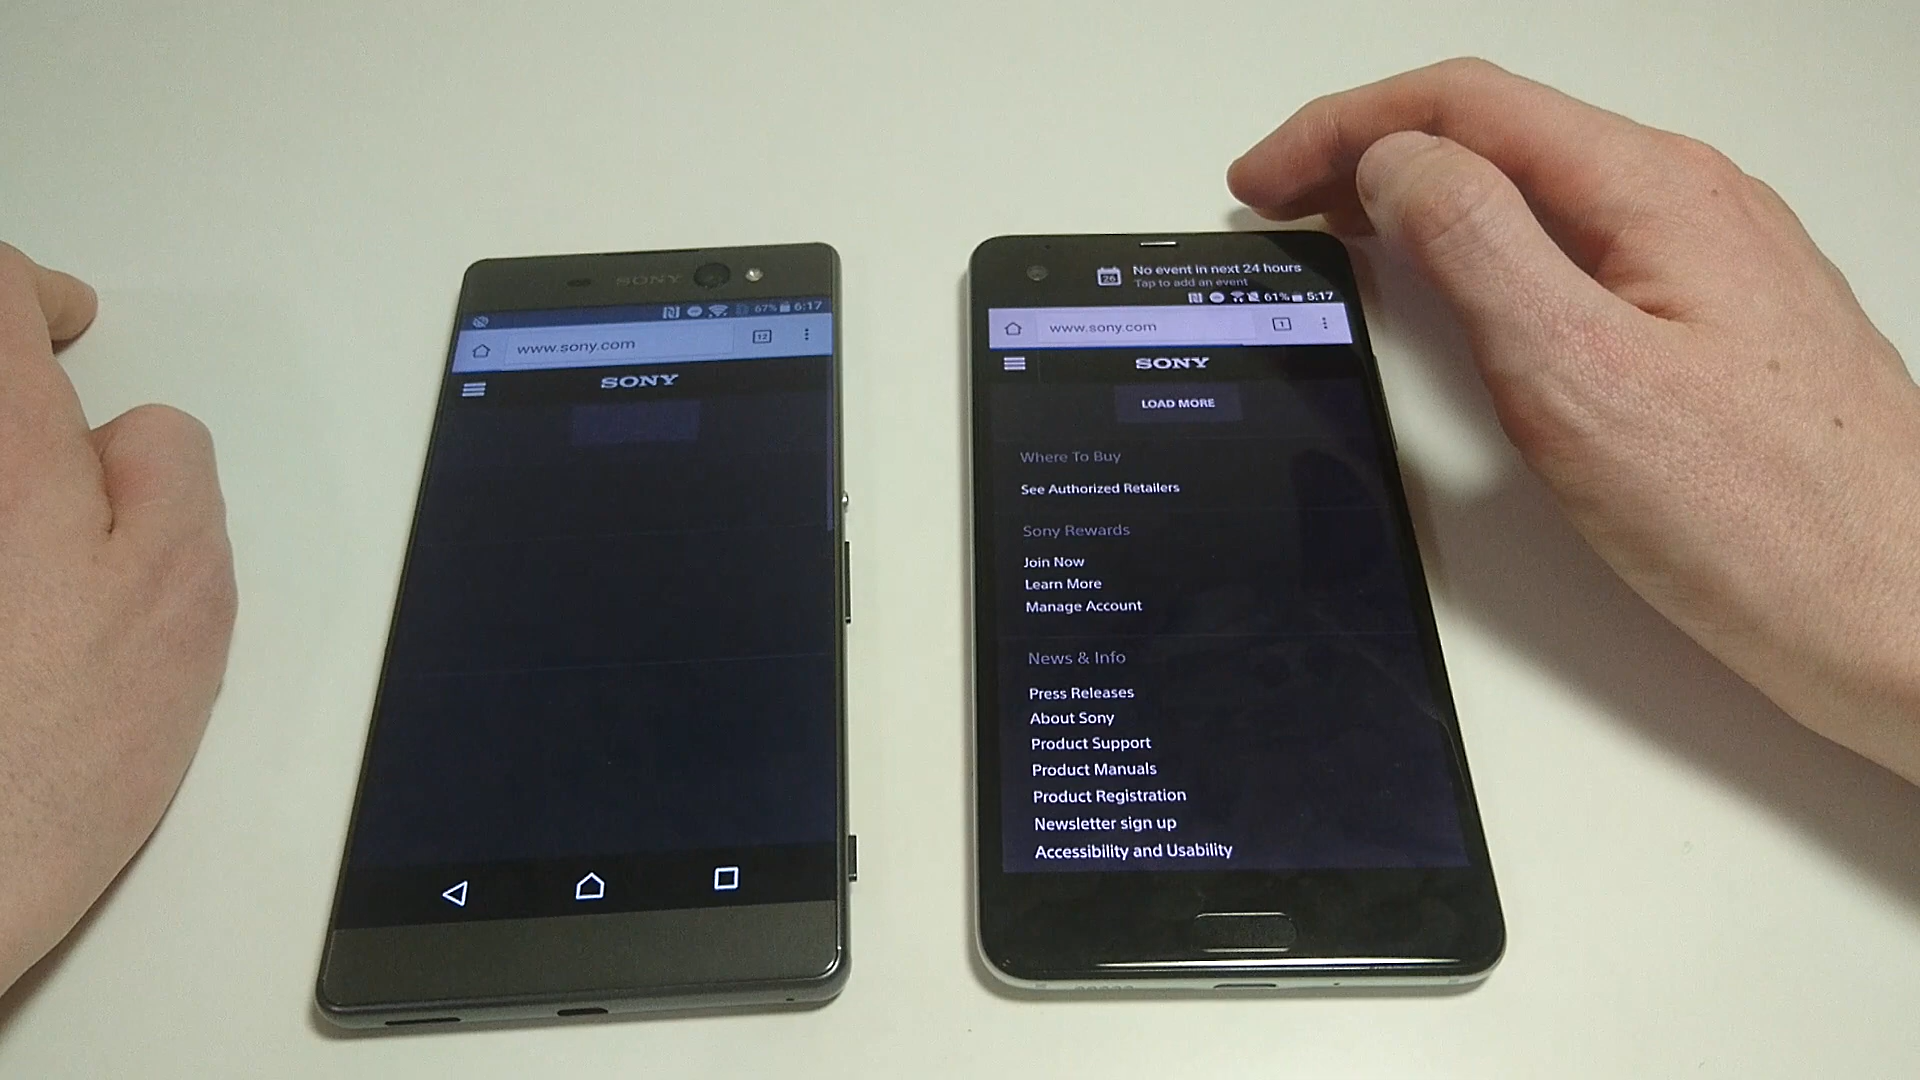 SONY
67% 6:17
www.sony.com
12
SONY
No event in next 24 hours
Tap to add an event
26
61% 5:17
www.sony.com
1
SONY
LOAD MORE
Where To Buy
See Authorized Retailers
Sony Rewards
Join Now
Learn More
Manage Account
News & Info
Press Releases
About Sony
Product Support
Product Manuals
Product Registration
Newsletter sign up
Accessibility and Usability